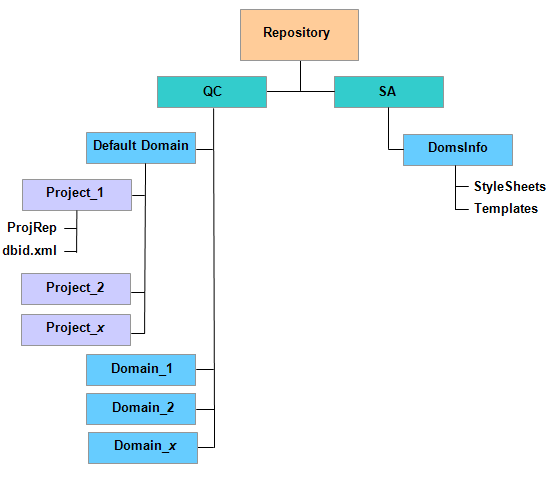 Repository
QC
SA
Default Domain
DomsInfo
Project_1
StyleSheets
Templates
ProjRep
dbid.xml
Project_2
Project_x
Domain_1
Domain_2
Domain_x